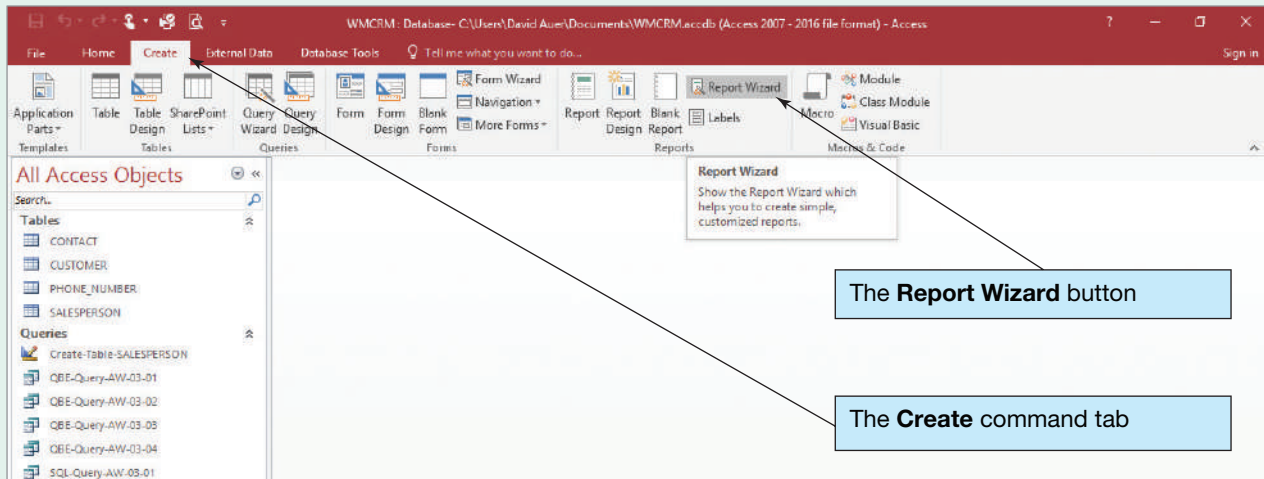 WMCRM : Database- C:\Users\David Auer\Documents\WMCRM.accdb (Access 2007 - 2016 file format) - Access ?
File Home Create External Data Database Tools Tell me what you want to do... Sign in
Application Parts
Table
Table Design
SharePoint Lists
Query Wizard
Query Design
Form
Form Design
Blank Form
Form Wizard
Navigation
More Forms
Report
Report Design
Blank Report
Report Wizard
Labels
Macro
Module
Class Module
Visual Basic
Templates Tables Queries Forms Reports Macros & Code
All Access Objects
Search..
Tables
CONTACT
CUSTOMER
PHONE_NUMBER
SALESPERSON
Queries
Create-Table-SALESPERSON
QBE-Query-AW-03-01
QBE-Query-AW-03-02
QBE-Query-AW-03-03
QBE-Query-AW-03-04
SQL-Query-AW-03-01
Report Wizard
Show the Report Wizard which
helps you to create simple,
customized reports.
The Report Wizard button
The Create command tab